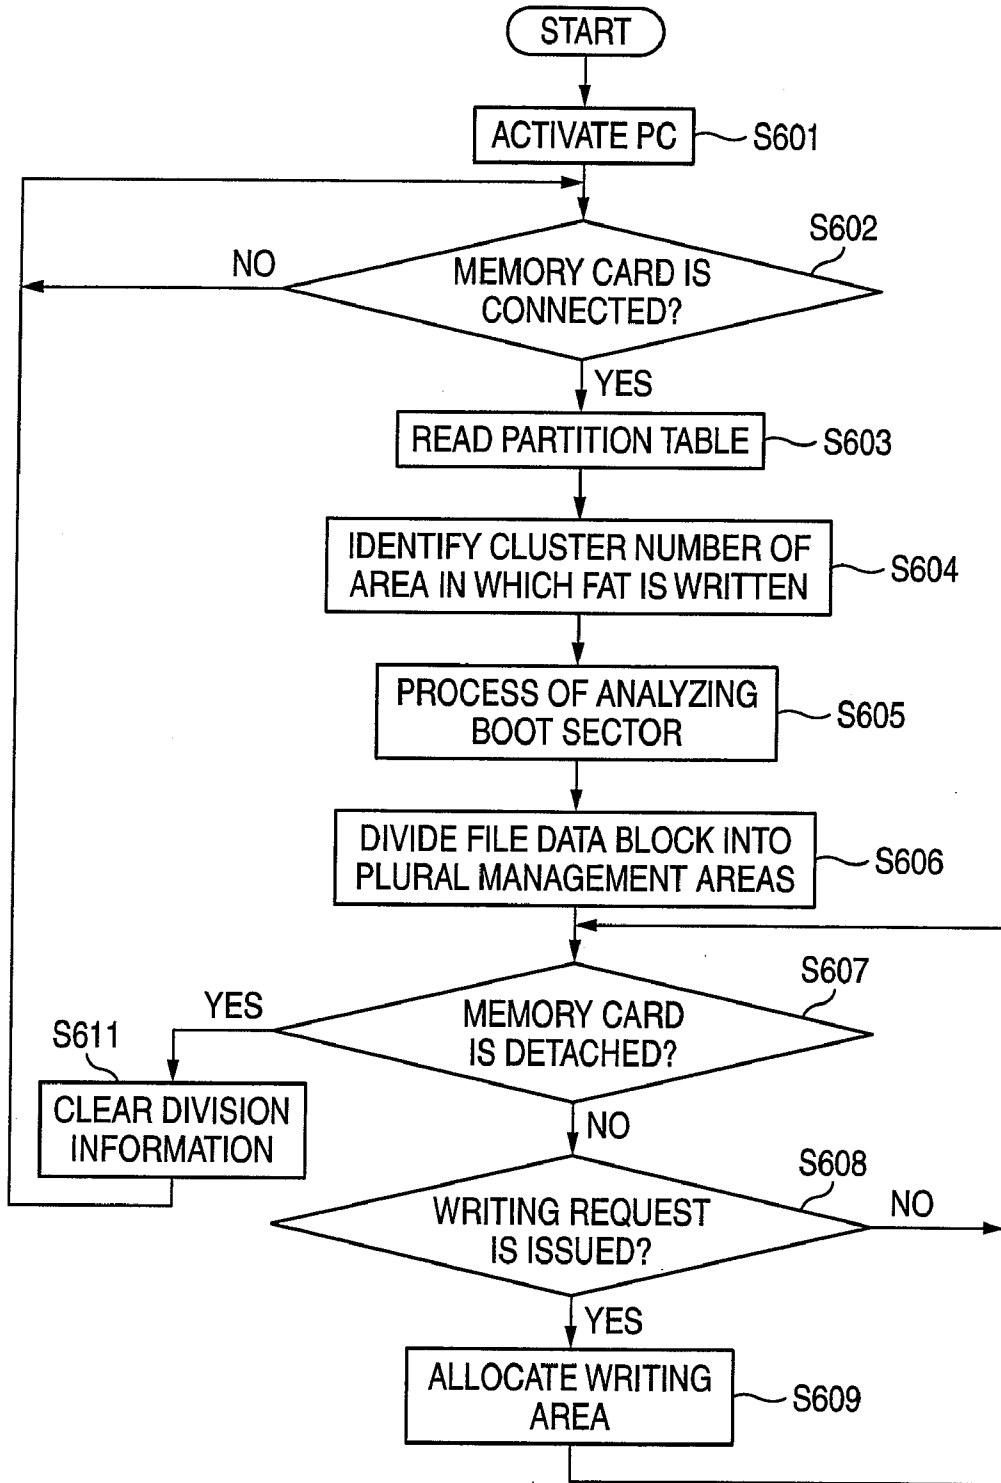 START
ACTIVATE PC
S601
S602
NO
MEMORY CARD IS
CONNECTED?
YES
READ PARTITION TABLE
S603
IDENTIFY CLUSTER NUMBER OF
AREA IN WHICH FAT IS WRITTEN
S604
PROCESS OF ANALYZING
BOOT SECTOR
S605
DIVIDE FILE DATA BLOCK INTO
PLURAL MANAGEMENT AREAS
S606
S607
YES
MEMORY CARD
IS DETACHED?
S611
CLEAR DIVISION
INFORMATION
NO
S608
WRITING REQUEST
IS ISSUED?
NO
YES
ALLOCATE WRITING
AREA
S609